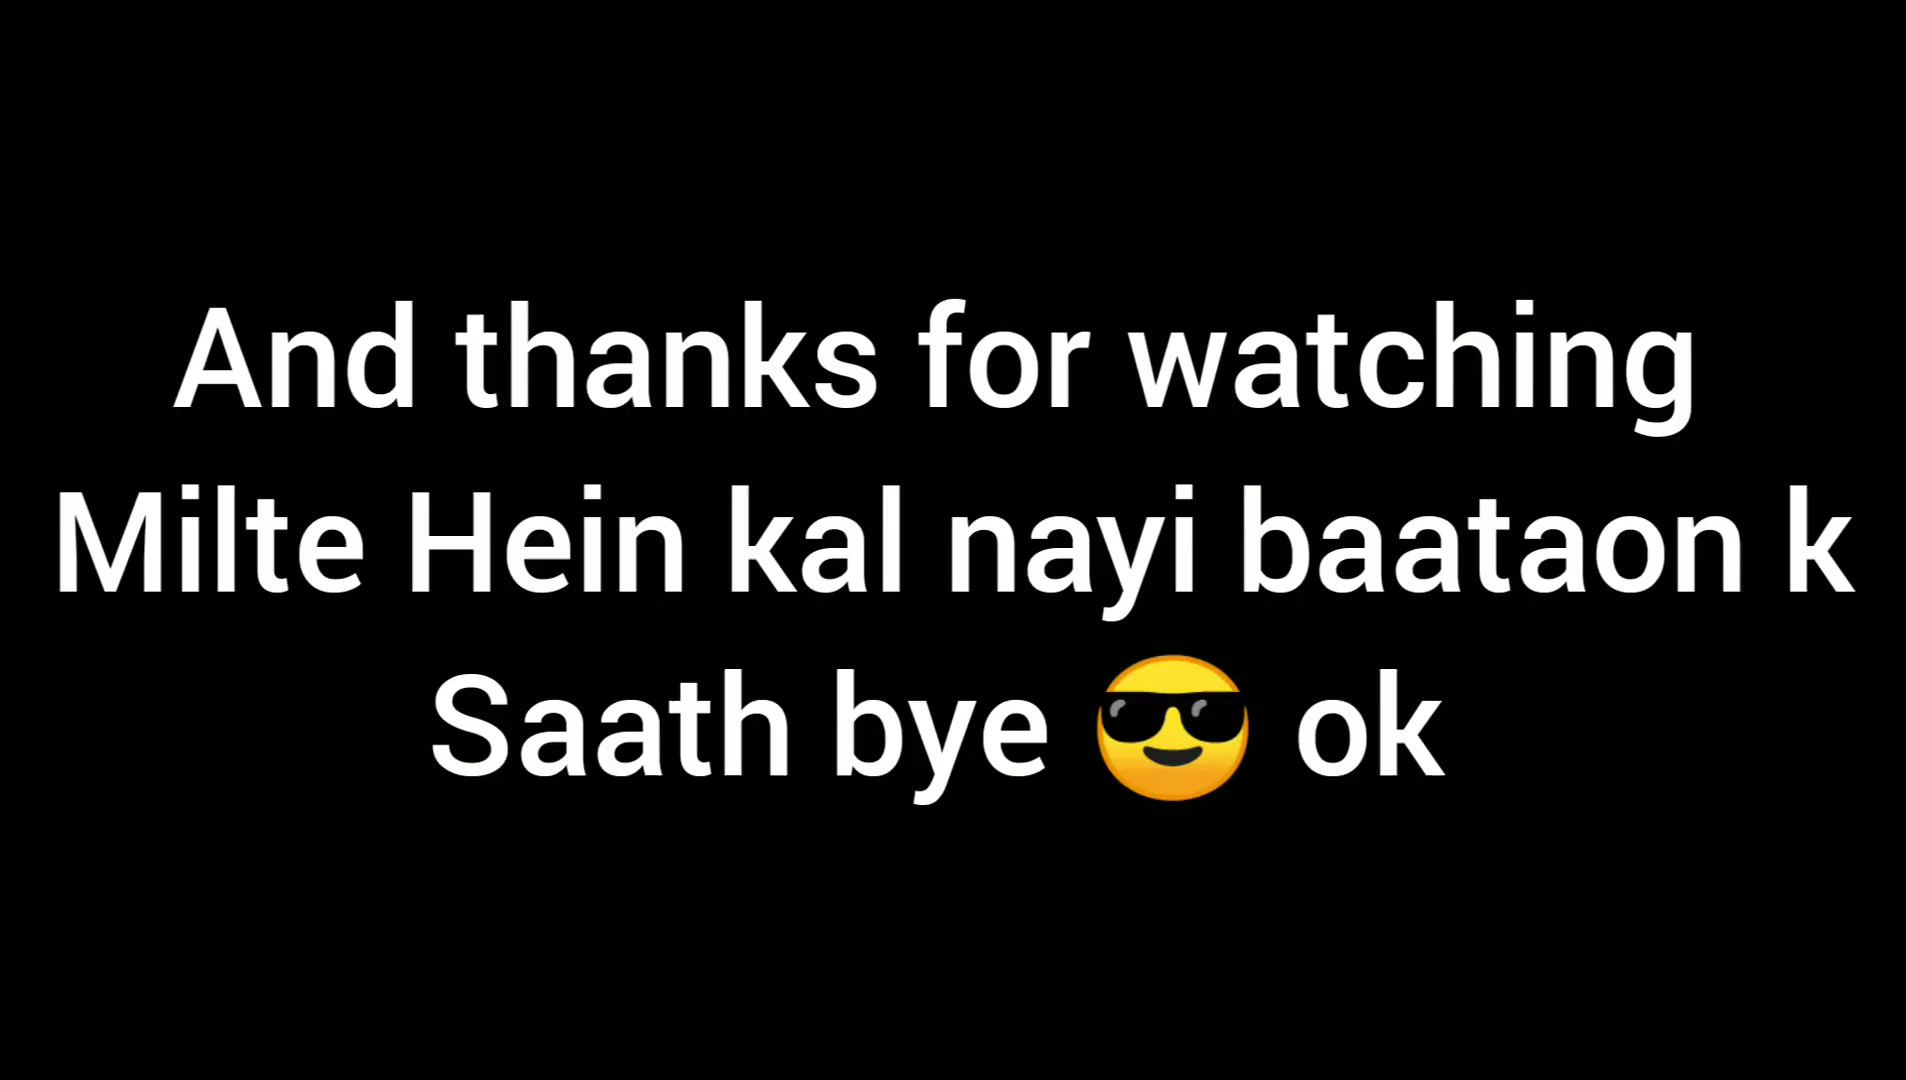 And thanks for watching
Milte Hein kal nayi baataon k
Saath bye 😎 ok